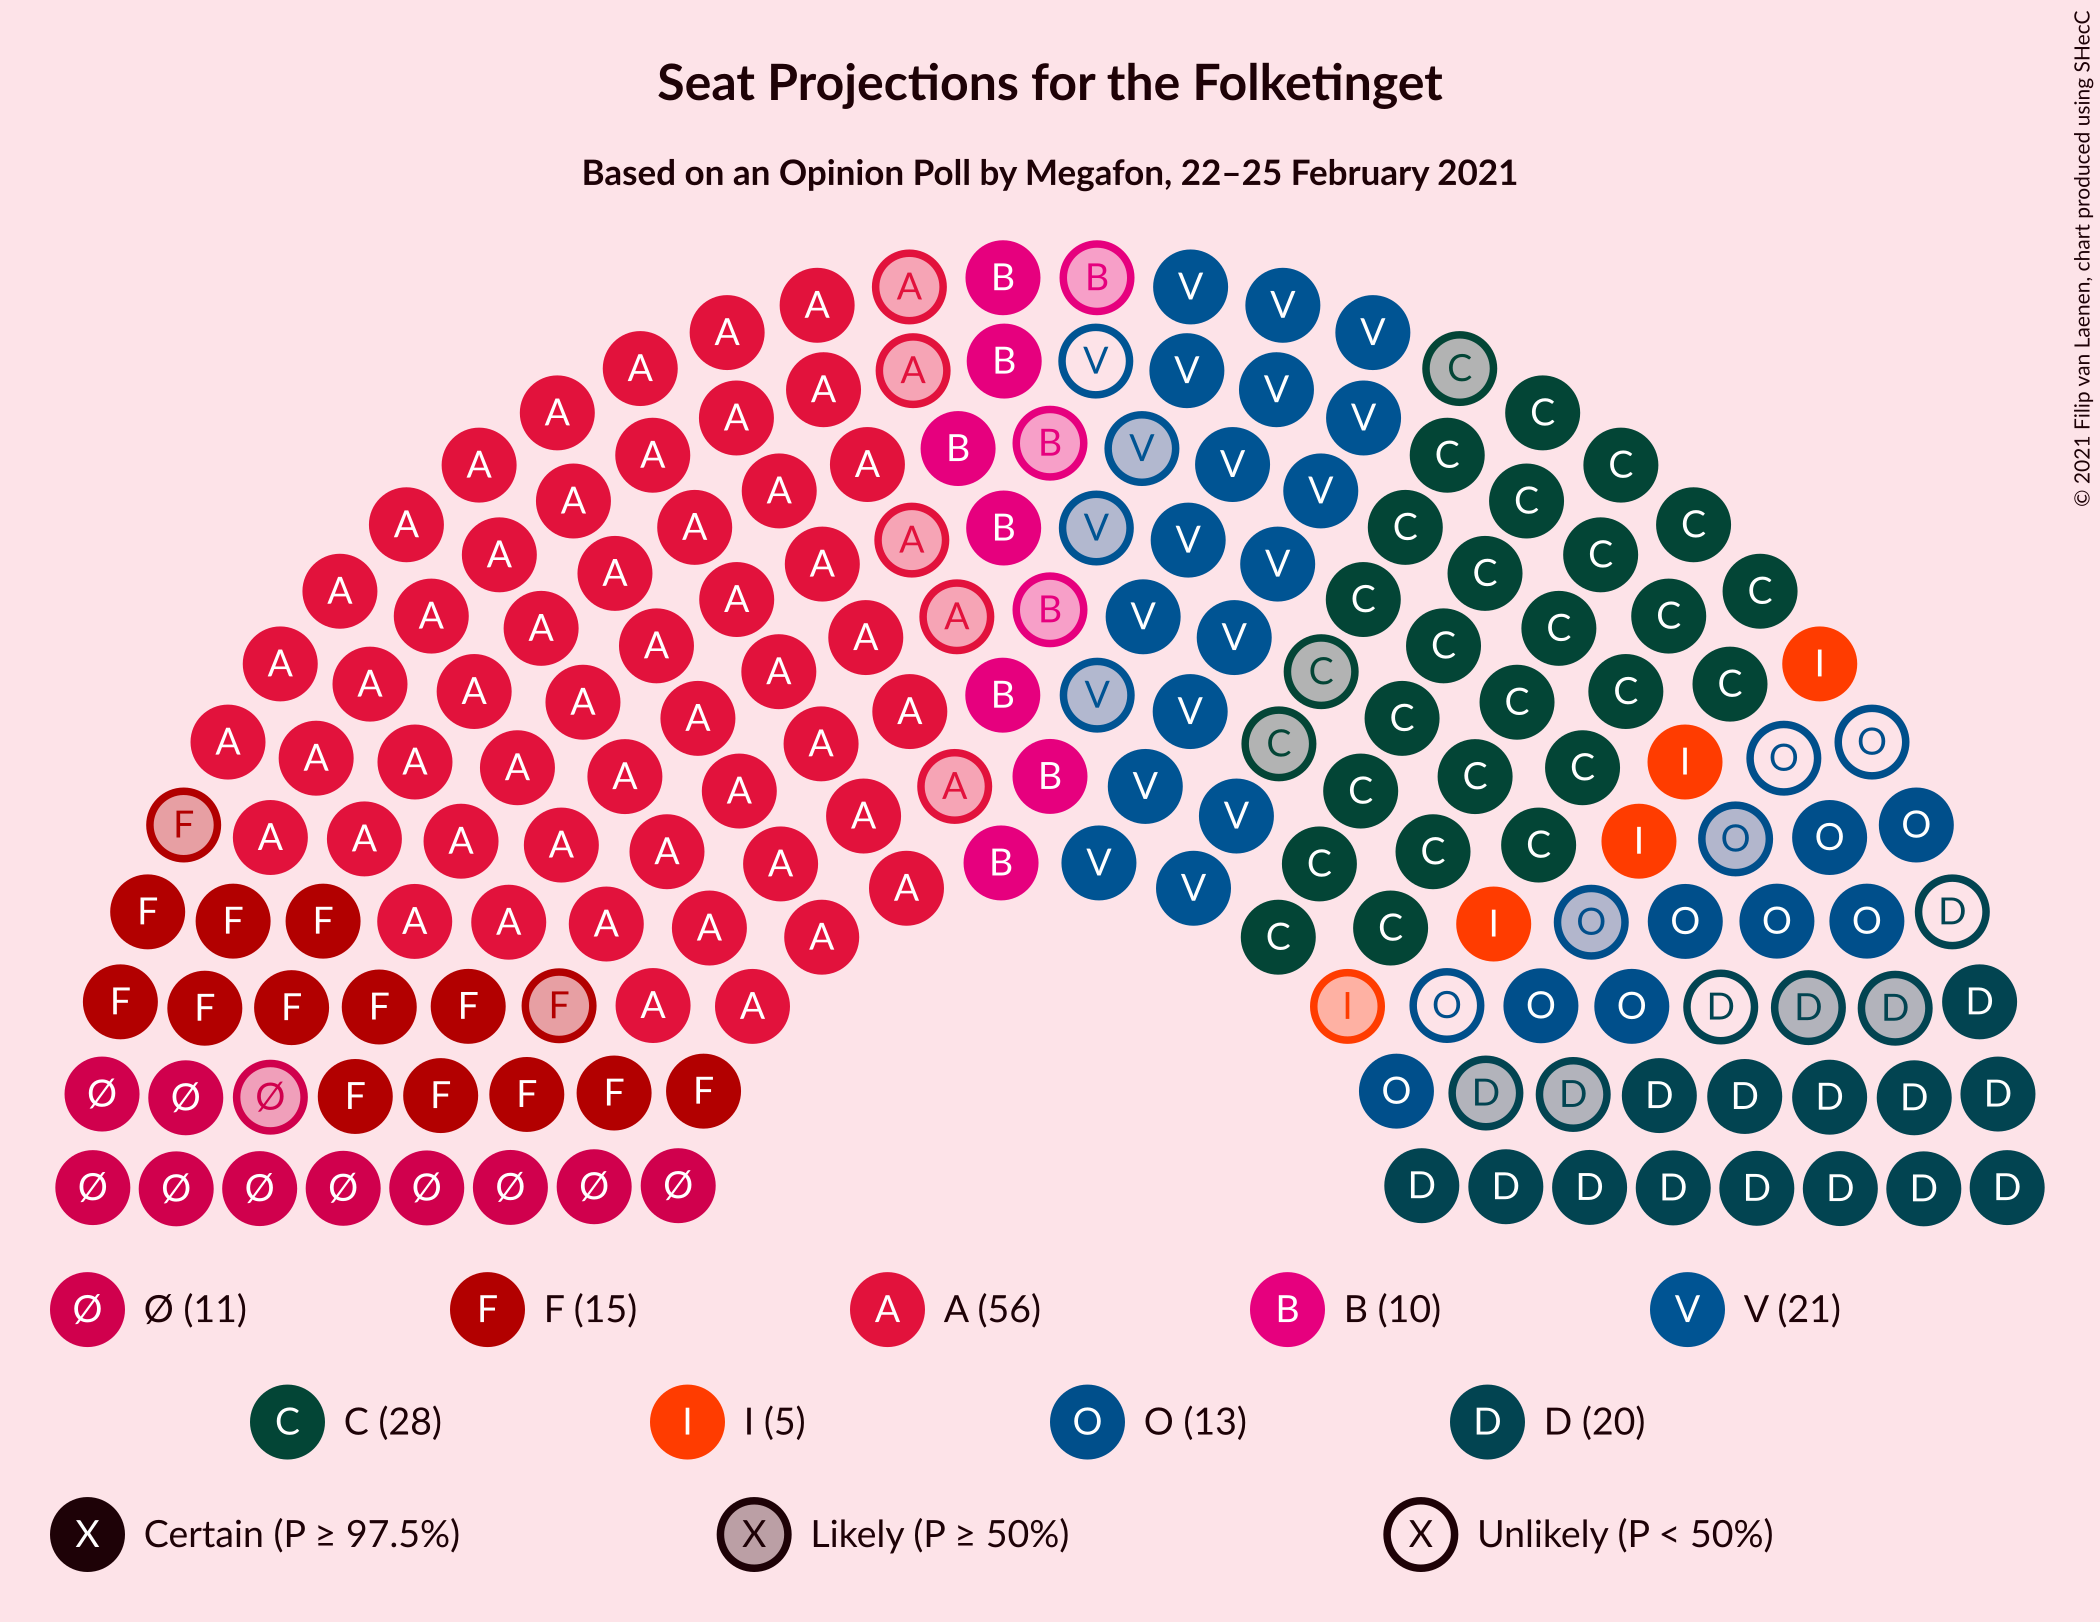 © 2021 Filip van Laenen, chart produced using SHecC
Seat Projections for the Folketinget
Based on an Opinion Poll by Megafon, 22–25 February 2021
A A B B V V
A A A B V V V C
A A A V V C
A A A B B V V C C
A A A A A B V V V C C C
A A A A A V C C C C
A A A A A B V V C C C
A A A A A A A B V V C C C C C I
A A A A A A A A B V C C C C I O O
F A A A A A A A B V V C C C I O O O
F F F A A A A A A V C C I O O O O D
F F F F F F A A I O O O D D D D
Ø Ø Ø F F F F F O D D D D D D D
Ø Ø Ø Ø Ø Ø Ø Ø D D D D D D D D
Ø Ø (11) F F (15) A A (56) B B (10) V V (21)
C C (28) I I (5) O O (13) D D (20)
X Certain (P ≥ 97.5%) X Likely (P ≥ 50%) X Unlikely (P < 50%)